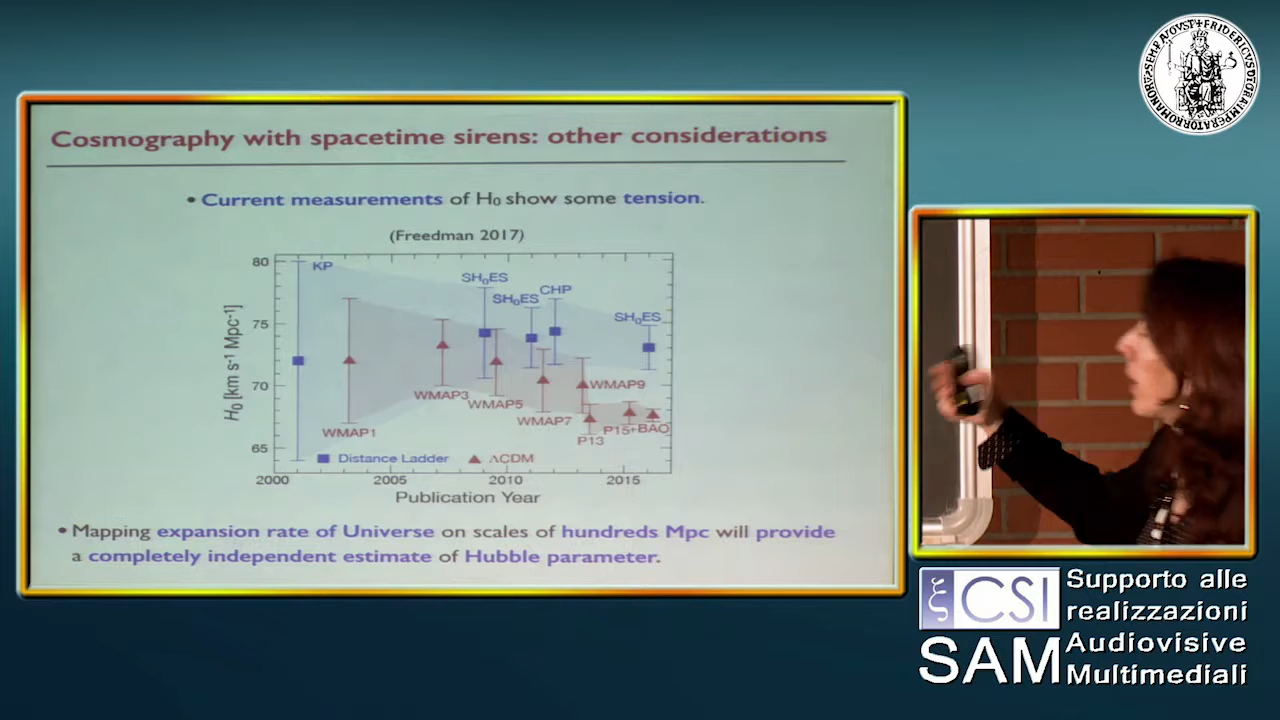 Cosmography with spacetime sirens: other considerations
• Current measurements of H₀ show some tension.
(Freedman 2017)
80
75
70
65
H₀ [km s⁻¹ Mpc⁻¹]
KP
SH₀ES
SH₀ES
CHP
SH₀ES
WMAP1
WMAP3
WMAP5
WMAP7
WMAP9
P13
P15+BAO
Distance Ladder
ΛCDM
2000 2005 2010 2015
Publication Year
• Mapping expansion rate of Universe on scales of hundreds Mpc will provide
a completely independent estimate of Hubble parameter.
ξ CSI
SAM
Supporto alle
realizzazioni
Audiovisive
Multimediali